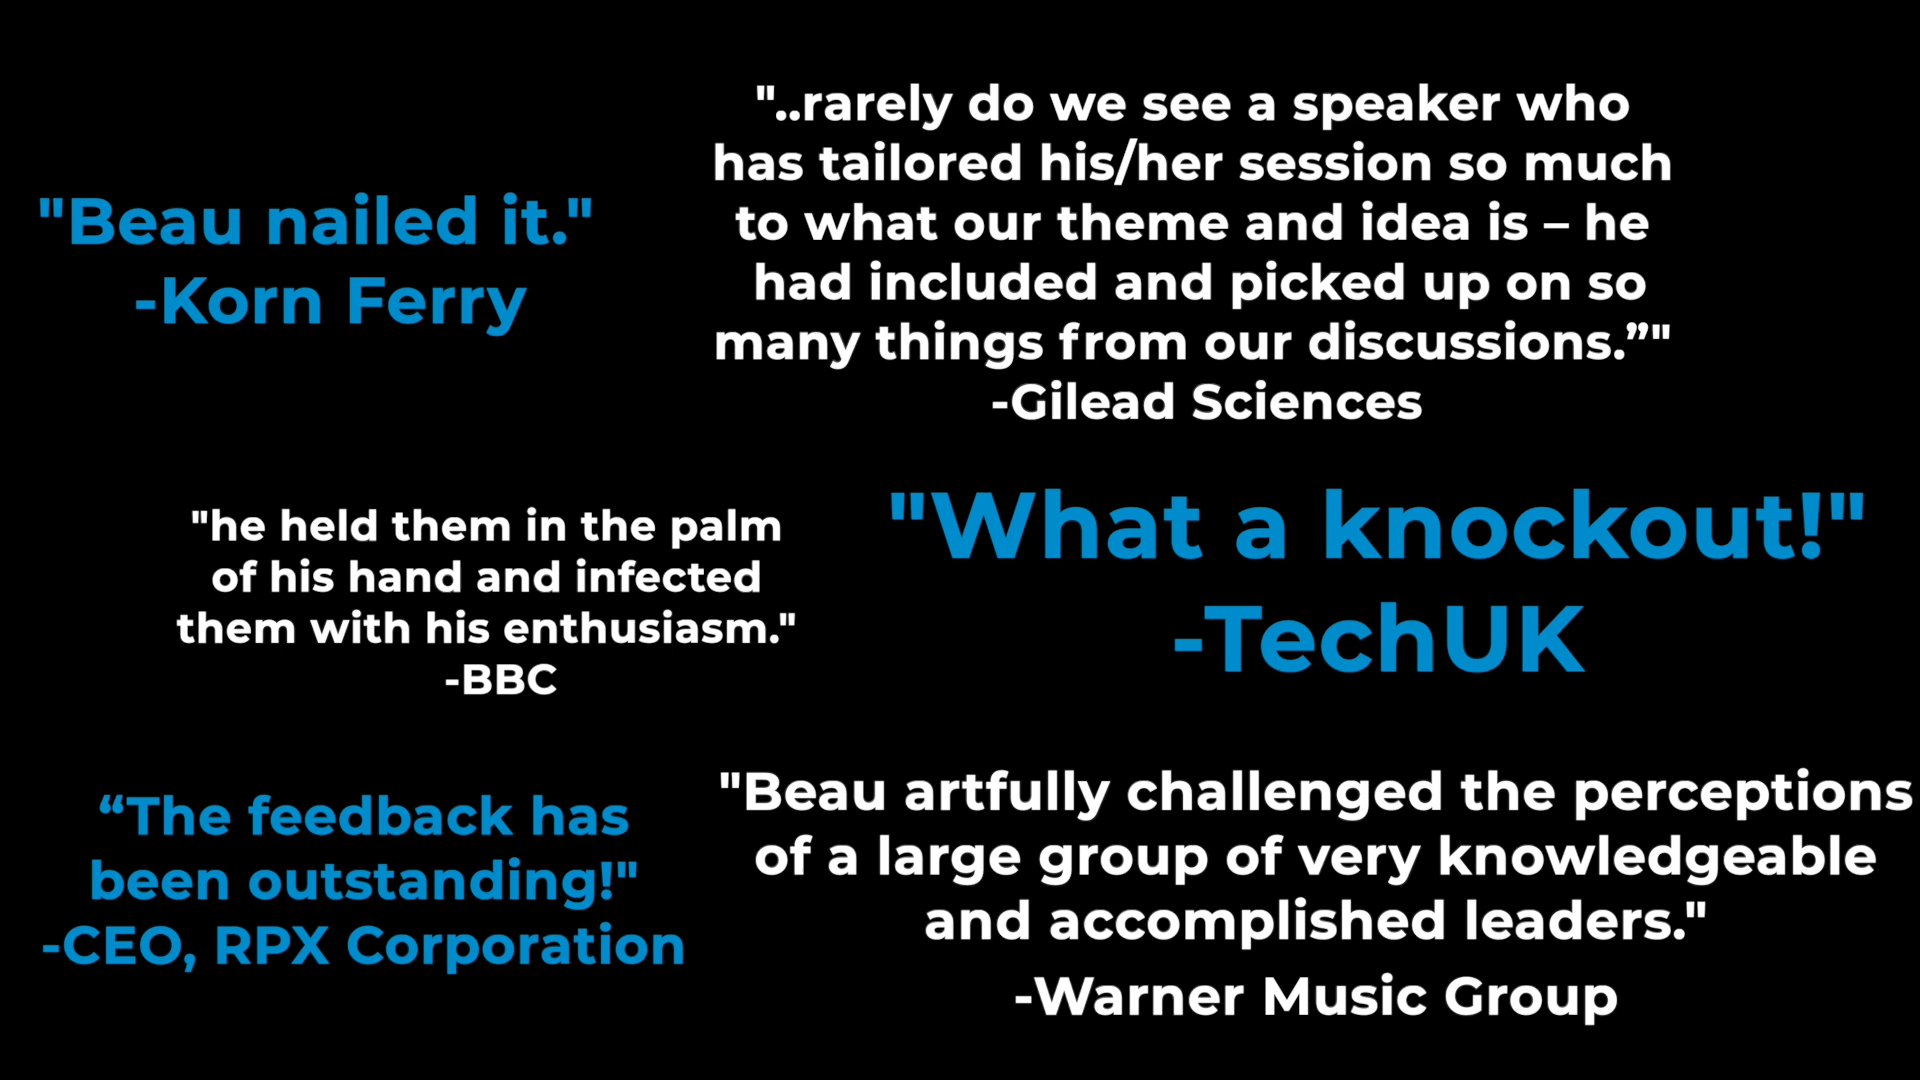 "Beau nailed it."
-Korn Ferry
"..rarely do we see a speaker who
has tailored his/her session so much
to what our theme and idea is – he
had included and picked up on so
many things from our discussions.”"
-Gilead Sciences
"he held them in the palm
of his hand and infected
them with his enthusiasm."
-BBC
"What a knockout!"
-TechUK
“The feedback has
been outstanding!"
-CEO, RPX Corporation
"Beau artfully challenged the perceptions
of a large group of very knowledgeable
and accomplished leaders."
-Warner Music Group